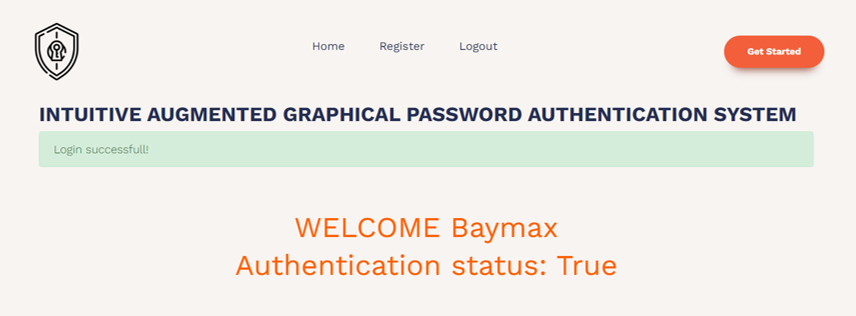 Home Register Logout
Get Started
INTUITIVE AUGMENTED GRAPHICAL PASSWORD AUTHENTICATION SYSTEM
Login successfull!
WELCOME Baymax
Authentication status: True